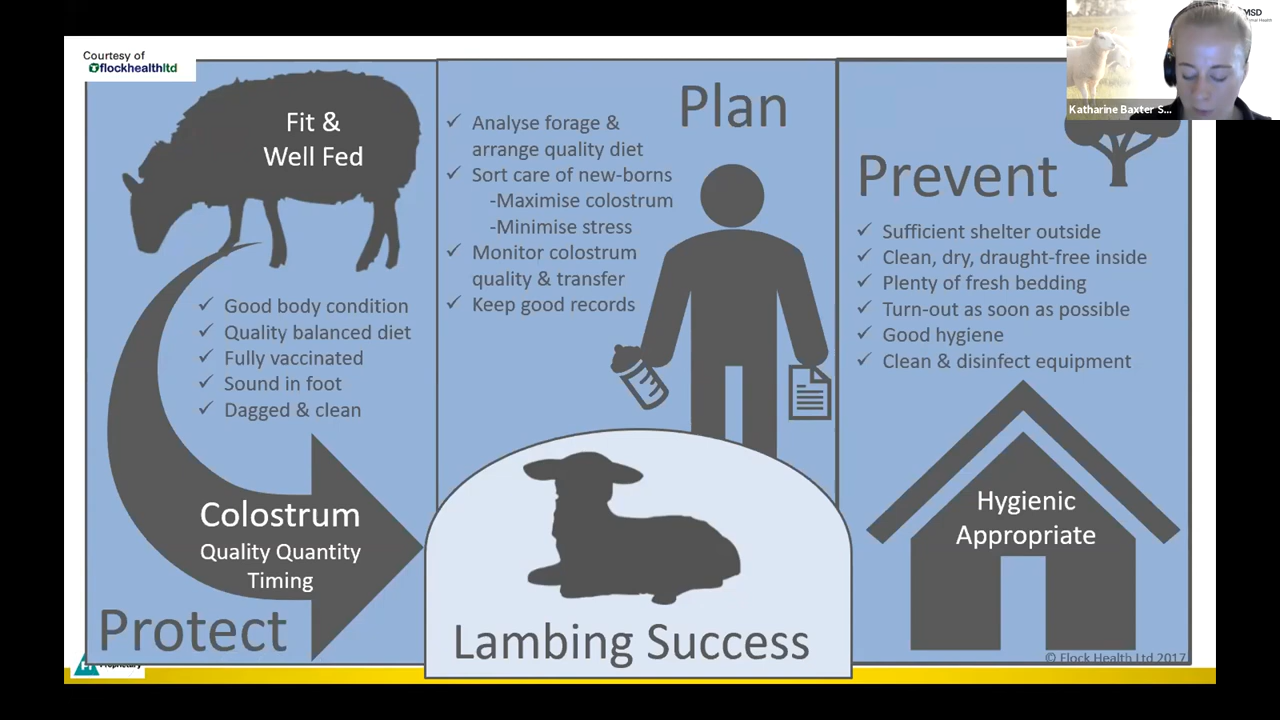 Courtesy of
flockhealthltd
Fit &
Well Fed
✓ Good body condition
✓ Quality balanced diet
✓ Fully vaccinated
✓ Sound in foot
✓ Dagged & clean
Colostrum
Quality Quantity
Timing
Protect
Plan
✓ Analyse forage &
arrange quality diet
✓ Sort care of new-borns
-Maximise colostrum
-Minimise stress
✓ Monitor colostrum
quality & transfer
✓ Keep good records
Lambing Success
Prevent
✓ Sufficient shelter outside
✓ Clean, dry, draught-free inside
✓ Plenty of fresh bedding
✓ Turn-out as soon as possible
✓ Good hygiene
✓ Clean & disinfect equipment
Hygienic
Appropriate
© Flock Health Ltd 2017
Proprietary
MSD
Katharine Baxter S...